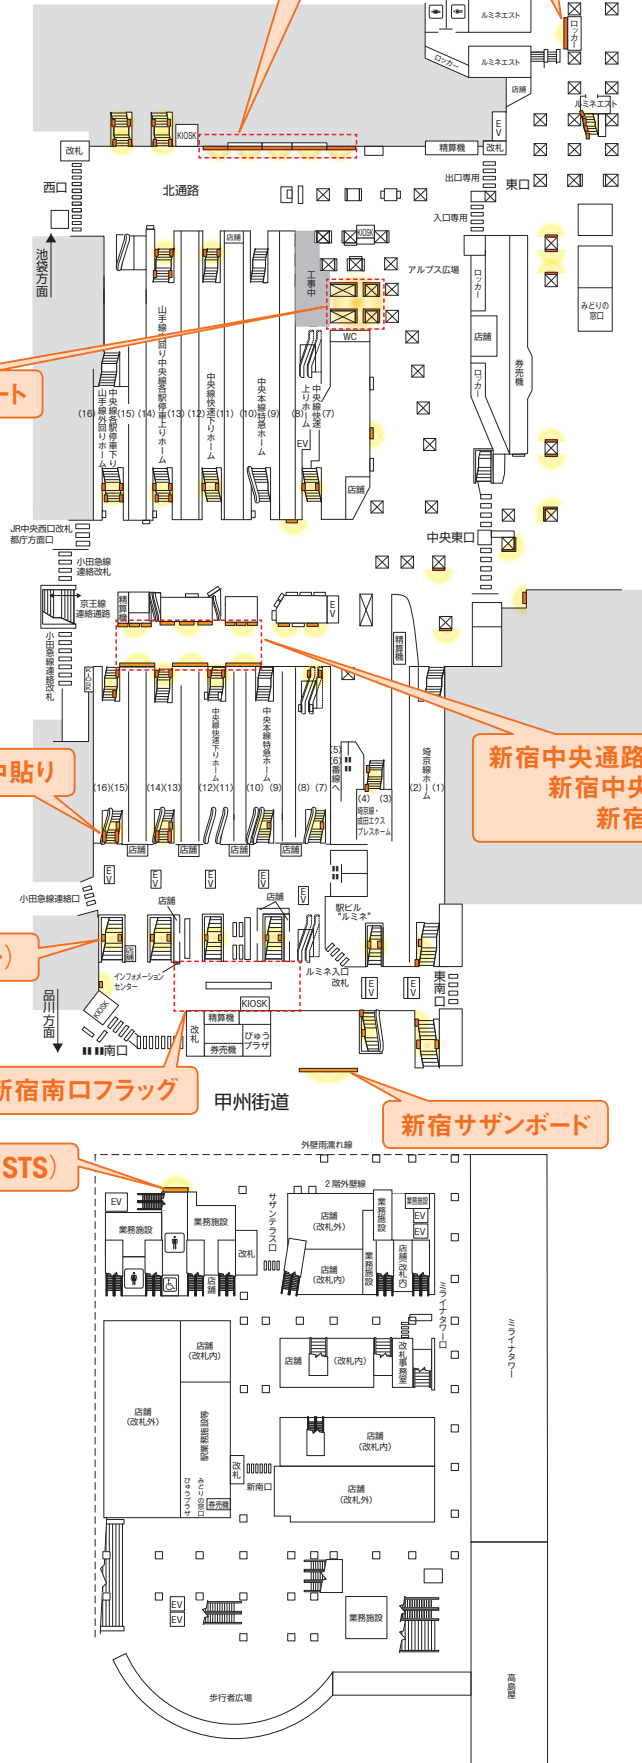 ルミネエスト
ロッカー
ルミネエスト
ロッカー
店舗
ルミネエスト
KIOSK
EV
改札
精算機
改札
西口
北通路
出口専用
東口
入口専用
池袋方面
店舗
KIOSK
工事中
アルプス広場
ロッカー
みどりの
窓口
店舗
券売機
ロッカー
WC
ート
山手線内回り中央線各駅停車上りホーム
中央線快速下りホーム
中央本線特急ホーム
中央線快速
上りホーム
中央線各駅停車下り
山手線外回りホーム
(16)
(15)
(14)
(13)
(12)
(11)
(10)
(9)
(8)
(7)
EV
店舗
JR中央西口改札
都庁方面口
中央東口
小田急線
連絡改札
京王線
連絡通路
精算機
EV
小田急線連絡改札
精算機
KIOSK
中央線快速下りホーム
中央本線特急ホーム
(5)
(6)番線へ
埼京線ホーム
中貼り
新宿中央通路
新宿中央
新宿
(16)(15)
(14)(13)
(12)(11)
(10)(9)
(8)(7)
(4)
(3)
(2)
(1)
埼京線・
成田エクス
プレスホーム
店舗
店舗
店舗
店舗
EV
EV
EV
EV
EV
小田急線連絡口
店舗
店舗
駅ビル
“ルミネ”
店舗
インフォメーション
センター
ルミネ入口
改札
EV
EV
東南口
品川方面
KIOSK
KIOSK
精算機
改札
券売機
びゅう
プラザ
南口
新宿南口フラッグ
甲州街道
新宿サザンボード
外壁雨濡れ線
(STS)
2階外壁線
EV
業務施設
業務施設
サザンテラス口
店舗
(改札外)
業務施設
業務施設
EV
EV
改札
店舗
店舗
(改札内)
業務施設
店舗(改札内)
ミライナタワー口
ミライナタワー
店舗
(改札内)
店舗
(改札内)
改札事務室
店舗
(改札外)
駅業務施設等
店舗
(改札内)
改札
新南口
店舗
(改札外)
みどりの窓口
びゅうプラザ
券売機
EV
EV
業務施設
歩行者広場
高島屋